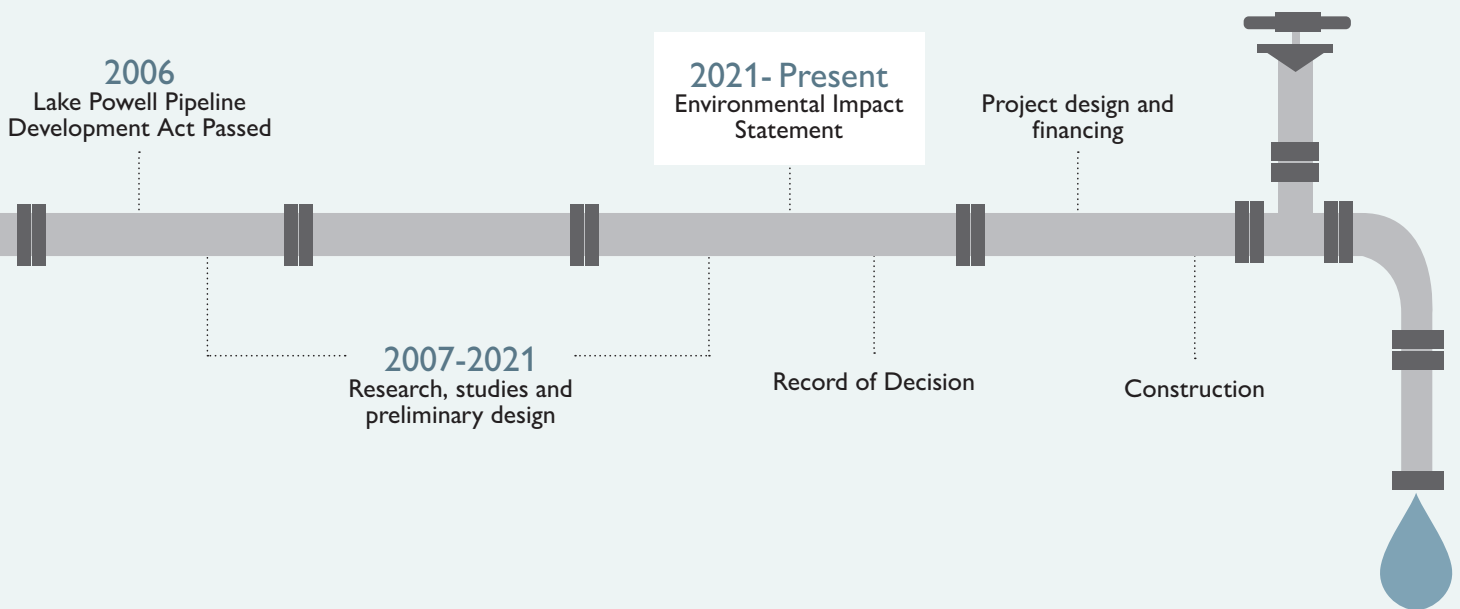 2006
Lake Powell Pipeline
Development Act Passed
2007-2021
Research, studies and
preliminary design
2021- Present
Environmental Impact
Statement
Record of Decision
Project design and
financing
Construction